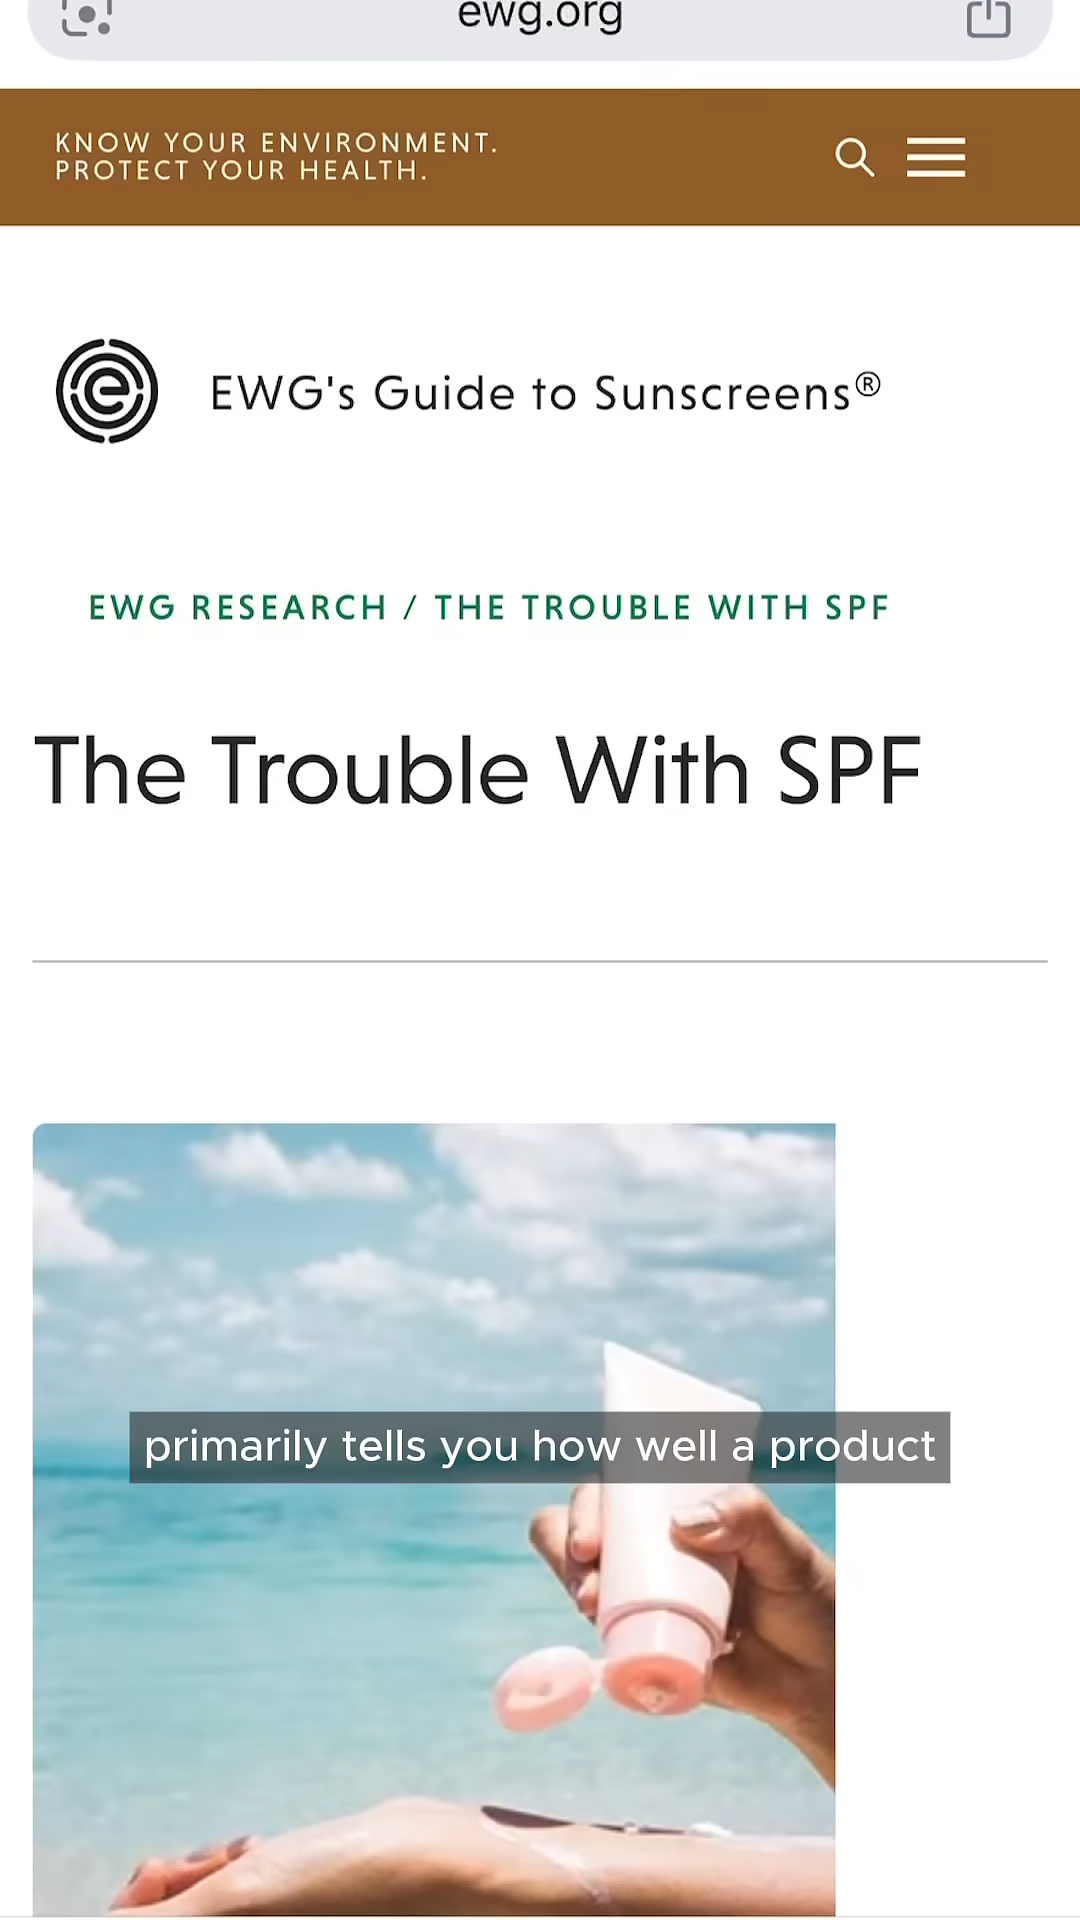 ewg.org
KNOW YOUR ENVIRONMENT.
PROTECT YOUR HEALTH.
EWG's Guide to Sunscreens®
EWG RESEARCH / THE TROUBLE WITH SPF
The Trouble With SPF
primarily tells you how well a product